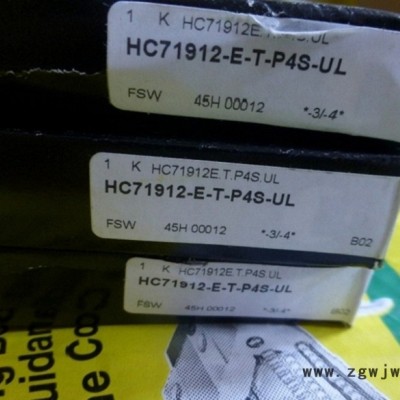 1 K HC71912E.T.P4S.UL
HC71912-E-T-P4S-UL
FSW 45H 00012 *-3/-4*
1 K HC71912E.T.P4S.UL
HC71912-E-T-P4S-UL
FSW 45H 00012 *-3/-4*
B02
1 K HC71912E.T.P4S.UL
HC71912-E-T-P4S-UL
FSW 45H 00012 *-3/-4*
B02
www.zgwjw